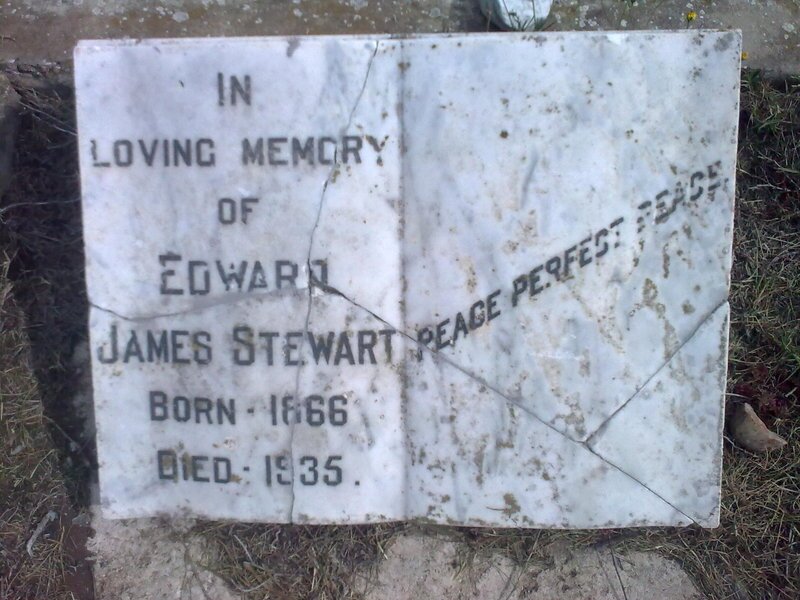 IN
LOVING MEMORY
OF
EDWARD
JAMES STEWART
BORN - 1866
DIED - 1935.
PEACE PERFECT PEACE.